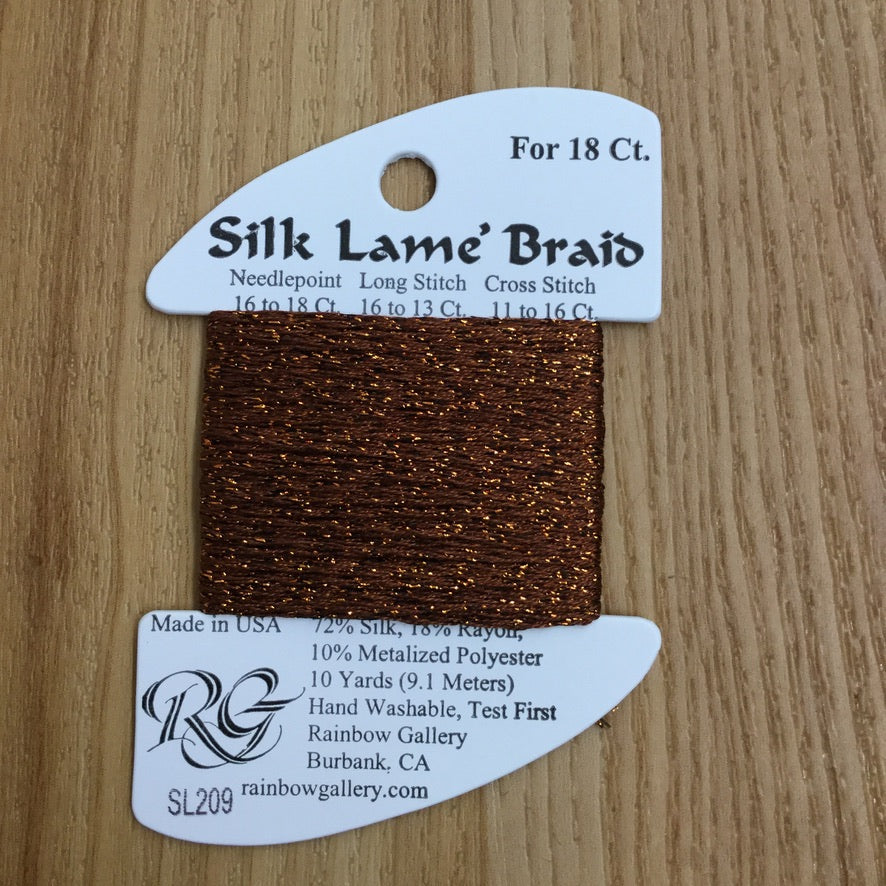 For 18 Ct.
Silk Lame' Braid
Needlepoint Long Stitch Cross Stitch
16 to 18 Ct. 16 to 13 Ct. 11 to 16 Ct.
Made in USA 72% Silk, 18% Rayon,
10% Metalized Polyester
10 Yards (9.1 Meters)
Hand Washable, Test First
Rainbow Gallery
Burbank, CA
RG
SL209 rainbowgallery.com